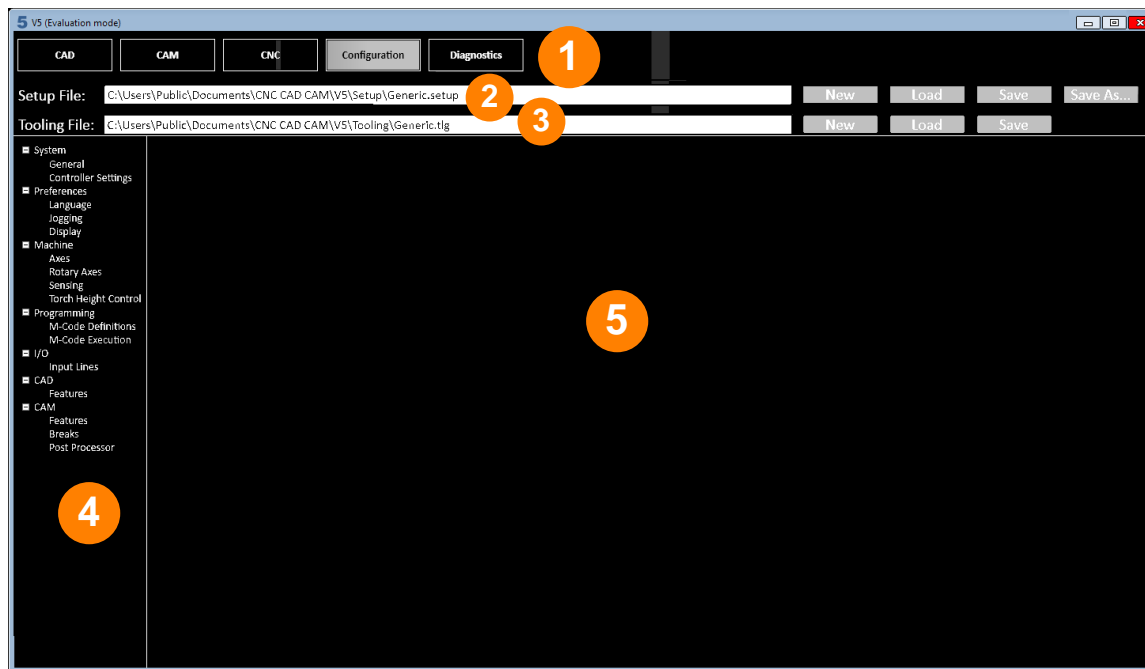 5 V5 (Evaluation mode)
CAD CAM CNC Configuration Diagnostics 1
Setup File: C:\Users\Public\Documents\CNC CAD CAM\V5\Setup\Generic.setup 2 New Load Save Save As...
Tooling File: C:\Users\Public\Documents\CNC CAD CAM\V5\Tooling\Generic.tlg 3 New Load Save
System
General
Controller Settings
Preferences
Language
Jogging
Display
Machine
Axes
Rotary Axes
Sensing
Torch Height Control
Programming
M-Code Definitions
M-Code Execution
I/O
Input Lines
CAD
Features
CAM
Features
Breaks
Post Processor
4
5